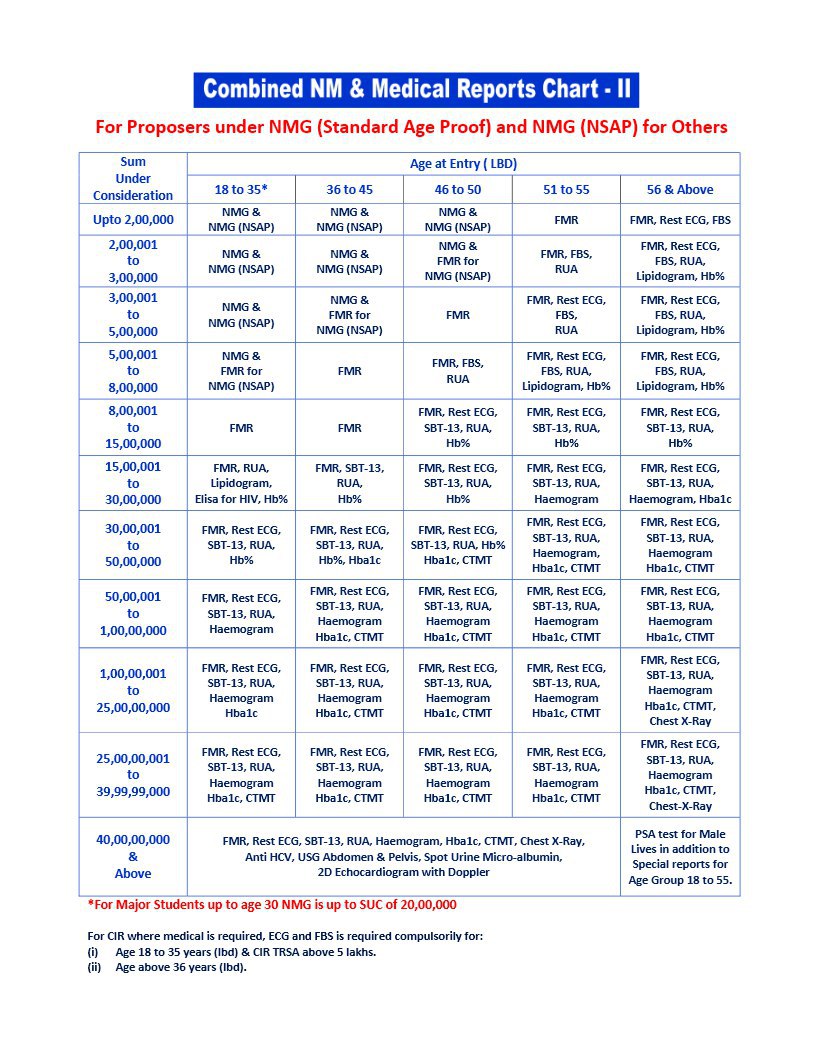 Combined NM & Medical Reports Chart - II
For Proposers under NMG (Standard Age Proof) and NMG (NSAP) for Others
Sum
Under
Consideration
Age at Entry ( LBD)
18 to 35*
36 to 45
46 to 50
51 to 55
56 & Above
Upto 2,00,000
NMG &
NMG (NSAP)
NMG &
NMG (NSAP)
NMG &
NMG (NSAP)
FMR
FMR, Rest ECG, FBS
2,00,001
to
3,00,000
NMG &
NMG (NSAP)
NMG &
NMG (NSAP)
NMG &
FMR for
NMG (NSAP)
FMR, FBS,
RUA
FMR, Rest ECG,
FBS, RUA,
Lipidogram, Hb%
3,00,001
to
5,00,000
NMG &
NMG (NSAP)
NMG &
FMR for
NMG (NSAP)
FMR
FMR, Rest ECG,
FBS,
RUA
FMR, Rest ECG,
FBS, RUA,
Lipidogram, Hb%
5,00,001
to
8,00,000
NMG &
FMR for
NMG (NSAP)
FMR
FMR, FBS,
RUA
FMR, Rest ECG,
FBS, RUA,
Lipidogram, Hb%
FMR, Rest ECG,
FBS, RUA,
Lipidogram, Hb%
8,00,001
to
15,00,000
FMR
FMR
FMR, Rest ECG,
SBT-13, RUA,
Hb%
FMR, Rest ECG,
SBT-13, RUA,
Hb%
FMR, Rest ECG,
SBT-13, RUA,
Hb%
15,00,001
to
30,00,000
FMR, RUA,
Lipidogram,
Elisa for HIV, Hb%
FMR, SBT-13,
RUA,
Hb%
FMR, Rest ECG,
SBT-13, RUA,
Hb%
FMR, Rest ECG,
SBT-13, RUA,
Haemogram
FMR, Rest ECG,
SBT-13, RUA,
Haemogram, Hba1c
30,00,001
to
50,00,000
FMR, Rest ECG,
SBT-13, RUA,
Hb%
FMR, Rest ECG,
SBT-13, RUA,
Hb%, Hba1c
FMR, Rest ECG,
SBT-13, RUA, Hb%
Hba1c, CTMT
FMR, Rest ECG,
SBT-13, RUA,
Haemogram,
Hba1c, CTMT
FMR, Rest ECG,
SBT-13, RUA,
Haemogram
Hba1c, CTMT
50,00,001
to
1,00,00,000
FMR, Rest ECG,
SBT-13, RUA,
Haemogram
FMR, Rest ECG,
SBT-13, RUA,
Haemogram
Hba1c, CTMT
FMR, Rest ECG,
SBT-13, RUA,
Haemogram
Hba1c, CTMT
FMR, Rest ECG,
SBT-13, RUA,
Haemogram
Hba1c, CTMT
FMR, Rest ECG,
SBT-13, RUA,
Haemogram
Hba1c, CTMT
1,00,00,001
to
25,00,00,000
FMR, Rest ECG,
SBT-13, RUA,
Haemogram
Hba1c
FMR, Rest ECG,
SBT-13, RUA,
Haemogram
Hba1c, CTMT
FMR, Rest ECG,
SBT-13, RUA,
Haemogram
Hba1c, CTMT
FMR, Rest ECG,
SBT-13, RUA,
Haemogram
Hba1c, CTMT
FMR, Rest ECG,
SBT-13, RUA,
Haemogram
Hba1c, CTMT,
Chest X-Ray
25,00,00,001
to
39,99,99,000
FMR, Rest ECG,
SBT-13, RUA,
Haemogram
Hba1c, CTMT
FMR, Rest ECG,
SBT-13, RUA,
Haemogram
Hba1c, CTMT
FMR, Rest ECG,
SBT-13, RUA,
Haemogram
Hba1c, CTMT
FMR, Rest ECG,
SBT-13, RUA,
Haemogram
Hba1c, CTMT
FMR, Rest ECG,
SBT-13, RUA,
Haemogram
Hba1c, CTMT,
Chest-X-Ray
40,00,00,000
&
Above
FMR, Rest ECG, SBT-13, RUA, Haemogram, Hba1c, CTMT, Chest X-Ray,
Anti HCV, USG Abdomen & Pelvis, Spot Urine Micro-albumin,
2D Echocardiogram with Doppler
PSA test for Male
Lives in addition to
Special reports for
Age Group 18 to 55.
*For Major Students up to age 30 NMG is up to SUC of 20,00,000
For CIR where medical is required, ECG and FBS is required compulsorily for:
(i) Age 18 to 35 years (lbd) & CIR TRSA above 5 lakhs.
(ii) Age above 36 years (lbd).